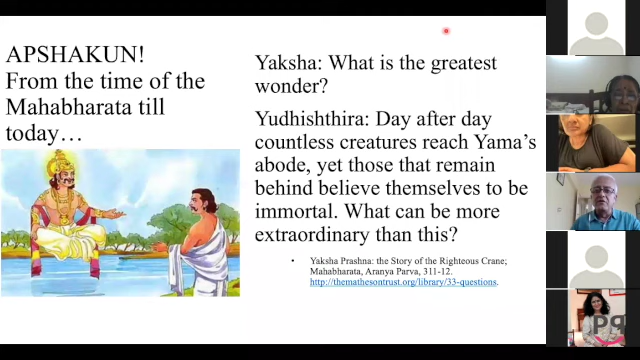 APSHAKUN!
From the time of the
Mahabharata till
today…
Yaksha: What is the greatest
wonder?
Yudhishthira: Day after day
countless creatures reach Yama's
abode, yet those that remain
behind believe themselves to be
immortal. What can be more
extraordinary than this?
• Yaksha Prashna: the Story of the Righteous Crane;
Mahabharata, Aranya Parva, 311-12.
http://themathesontrust.org/library/33-questions.